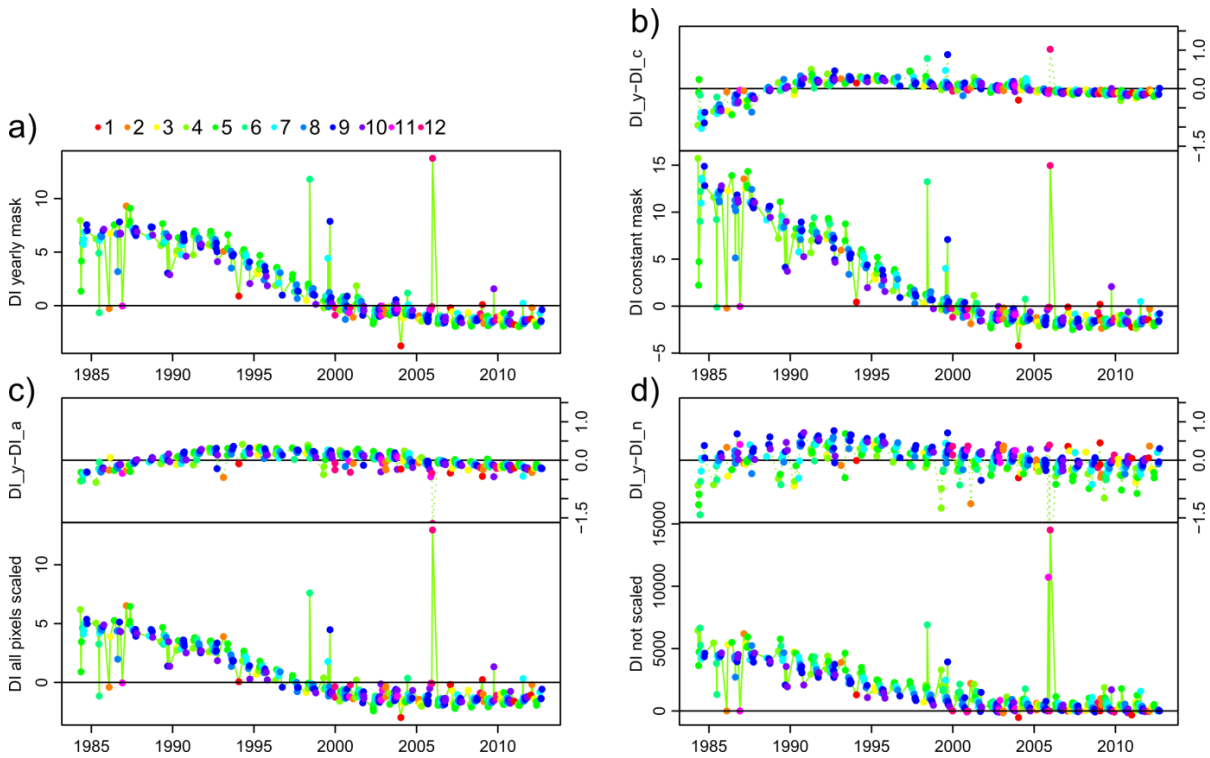 a)
1 2 3 4 5 6 7 8 9 10 11 12
DI yearly mask
10
5
0
1985 1990 1995 2000 2005 2010
b)
DI_y−DI_c
1.0
0.0
−1.5
DI constant mask
15
10
5
0
−5
1985 1990 1995 2000 2005 2010
c)
DI_y−DI_a
1.0
0.0
−1.5
DI all pixels scaled
10
5
0
1985 1990 1995 2000 2005 2010
d)
DI_y−DI_n
1.0
0.0
−1.5
DI not scaled
15000
10000
5000
0
1985 1990 1995 2000 2005 2010